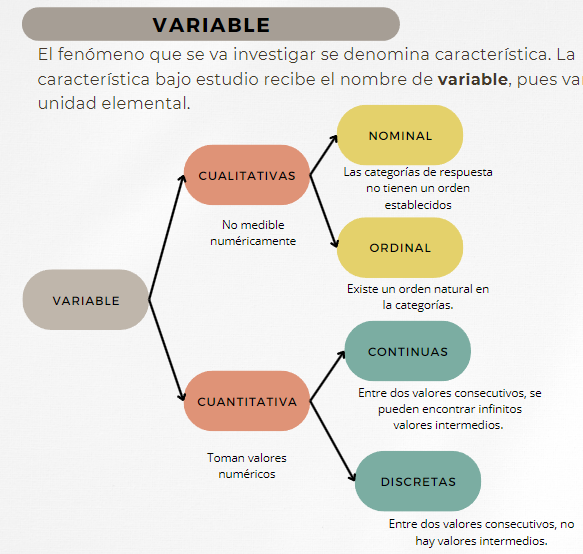 VARIABLE
El fenómeno que se va investigar se denomina característica. La
característica bajo estudio recibe el nombre de variable, pues
unidad elemental.
NOMINAL
Las categorías de respuesta
no tienen un orden
establecidos
CUALITATIVAS
No medible
numéricamente
ORDINAL
Existe un orden natural en
la categorías.
VARIABLE
CONTINUAS
Entre dos valores consecutivos, se
pueden encontrar infinitos
valores intermedios.
CUANTITATIVA
Toman valores
numéricos
DISCRETAS
Entre dos valores consecutivos, no
hay valores intermedios.